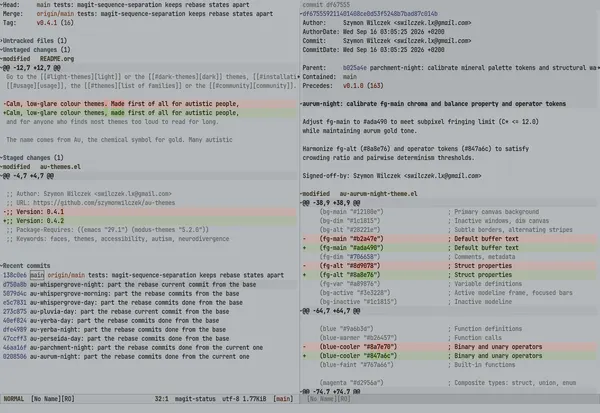 Head:     main tests: magit-sequence-separation keeps rebase states apart
Merge:    origin/main tests: magit-sequence-separation keeps rebase states apart
Tag:      v0.4.1 (16)
Untracked files (1)
Unstaged changes (1)
modified   README.org
@@ -12,7 +12,7 @@
Go to the [[#light-themes][light]] or the [[#dark-themes][dark]] themes, [[#installati
[[#usage][usage]], the [[#themes][list of families]] or the [[#community][community]].
-Calm, low-glare colour themes. Made first of all for autistic people,
+Calm, low-glare colour themes, made first of all for autistic people,
and for anyone who finds most themes too loud to read for long.
The name comes from Au, the chemical symbol for gold. Many autistic
Staged changes (1)
modified   au-themes.el
@@ -4,7 +4,7 @@
;; Author: Szymon Wilczek <swilczek.lx@gmail.com>
;; URL: https://github.com/szymonwilczek/au-themes
-;; Version: 0.4.1
+;; Version: 0.4.2
;; Package-Requires: ((emacs "29.1") (modus-themes "5.2.0"))
;; Keywords: faces, themes, accessibility, autism, neurodivergency
Recent commits
138c0e6 main origin/main tests: magit-sequence-separation keeps rebase states apart
d750a8b au-whispergrove-night: part the rebase current commit from the base
5879d4c au-whispergrove-morning: part the rebase commits from the base
e5c7831 au-whispergrove-day: part the rebase commits from the base
273c875 au-pluvia-day: part the rebase current commit from the base
40ef824 au-yerba-day: part the rebase commits done from the base
dfe4989 au-yerba-night: part the rebase commits done from the base
47ccff3 au-perseida-day: part the rebase commits done from the base
46aa16f au-parchment-night: part the rebase commits done from the current one
0208506 au-aurum-night: part the rebase commits done from the current one
NORMAL [No Name][RO]   32:1  magit-status  utf-8 1.77KiB  [main]
commit df67555
df675559211401488ce8d53f5248b7bad87c014b
Author:     Szymon Wilczek <swilczek.lx@gmail.com>
AuthorDate: Wed Sep 16 03:05:25 2026 +0200
Commit:     Szymon Wilczek <swilczek.lx@gmail.com>
CommitDate: Wed Sep 16 03:05:25 2026 +0200
Parent:     b025a4e parchment-night: calibrate mineral palette tokens and structural wa
Contained:  main
Precedes:   v0.1.0 (163)
aurum-night: calibrate fg-main chroma and balance property and operator tokens
Adjust fg-main to #ada490 to meet subpixel fringing limit (C* <= 12.0)
while maintaining aurum gold tone.
Harmonize fg-alt (#8a8e76) and operator tokens (#847a6c) to satisfy
crowding ratio and pairwise determinism thresholds.
Signed-off-by: Szymon Wilczek <swilczek.lx@gmail.com>
modified   au-aurum-night-theme.el
@@ -38,9 +38,9 @@
(bg-main "#12100e") ; Primary canvas background
(bg-dim "#1c1815") ; Inactive windows, dim canvas
(bg-alt "#28221e") ; Subtle borders, alternating stripes
- (fg-main "#b2a47e") ; Default buffer text
+ (fg-main "#ada490") ; Default buffer text
(fg-dim "#706658") ; Comments, metadata
- (fg-alt "#8d9078") ; Struct properties
+ (fg-alt "#8a8e76") ; Struct properties
(fg-var "#a89876") ; Variable definitions
(bg-active "#3c3228") ; Active modeline frame, focused bars
(bg-inactive "#1c1815") ; Inactive modeline
@@ -64,7 +64,7 @@
(blue "#9a6b3d") ; Function definitions
(blue-warmer "#b26457") ; Function calls
- (blue-cooler "#8a7e70") ; Binary and unary operators
+ (blue-cooler "#847a6c") ; Binary and unary operators
(blue-faint "#767a66") ; Built-in functions
(magenta "#d2956a") ; Composite types: struct, union, enum
@@ -74,7 +74,7 @@
[No Name][RO]